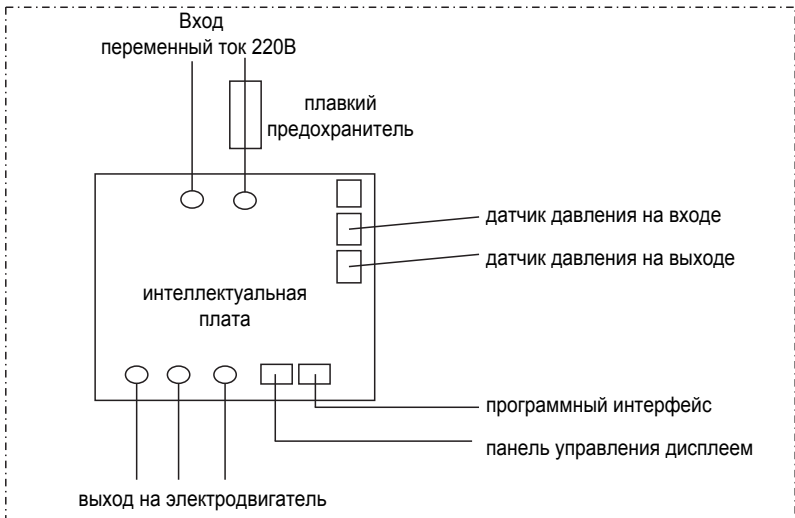 Вход
переменный ток 220В
плавкий
предохранитель
датчик давления на входе
датчик давления на выходе
интеллектуальная
плата
программный интерфейс
панель управления дисплеем
выход на электродвигатель